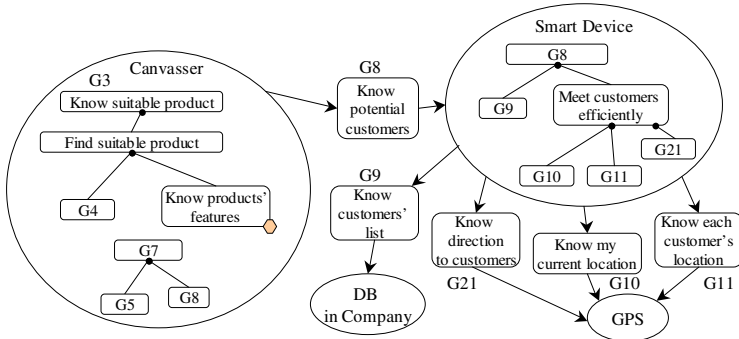 Canvasser
G3
Know suitable product
Find suitable product
G4
Know products'
features
G7
G5
G8
G8
Know
potential
customers
Smart Device
G8
G9
Meet customers
efficiently
G10
G11
G21
G9
Know
customers'
list
DB
in Company
Know
direction
to customers
G21
Know my
current location
G10
Know each
customer's
location
G11
GPS